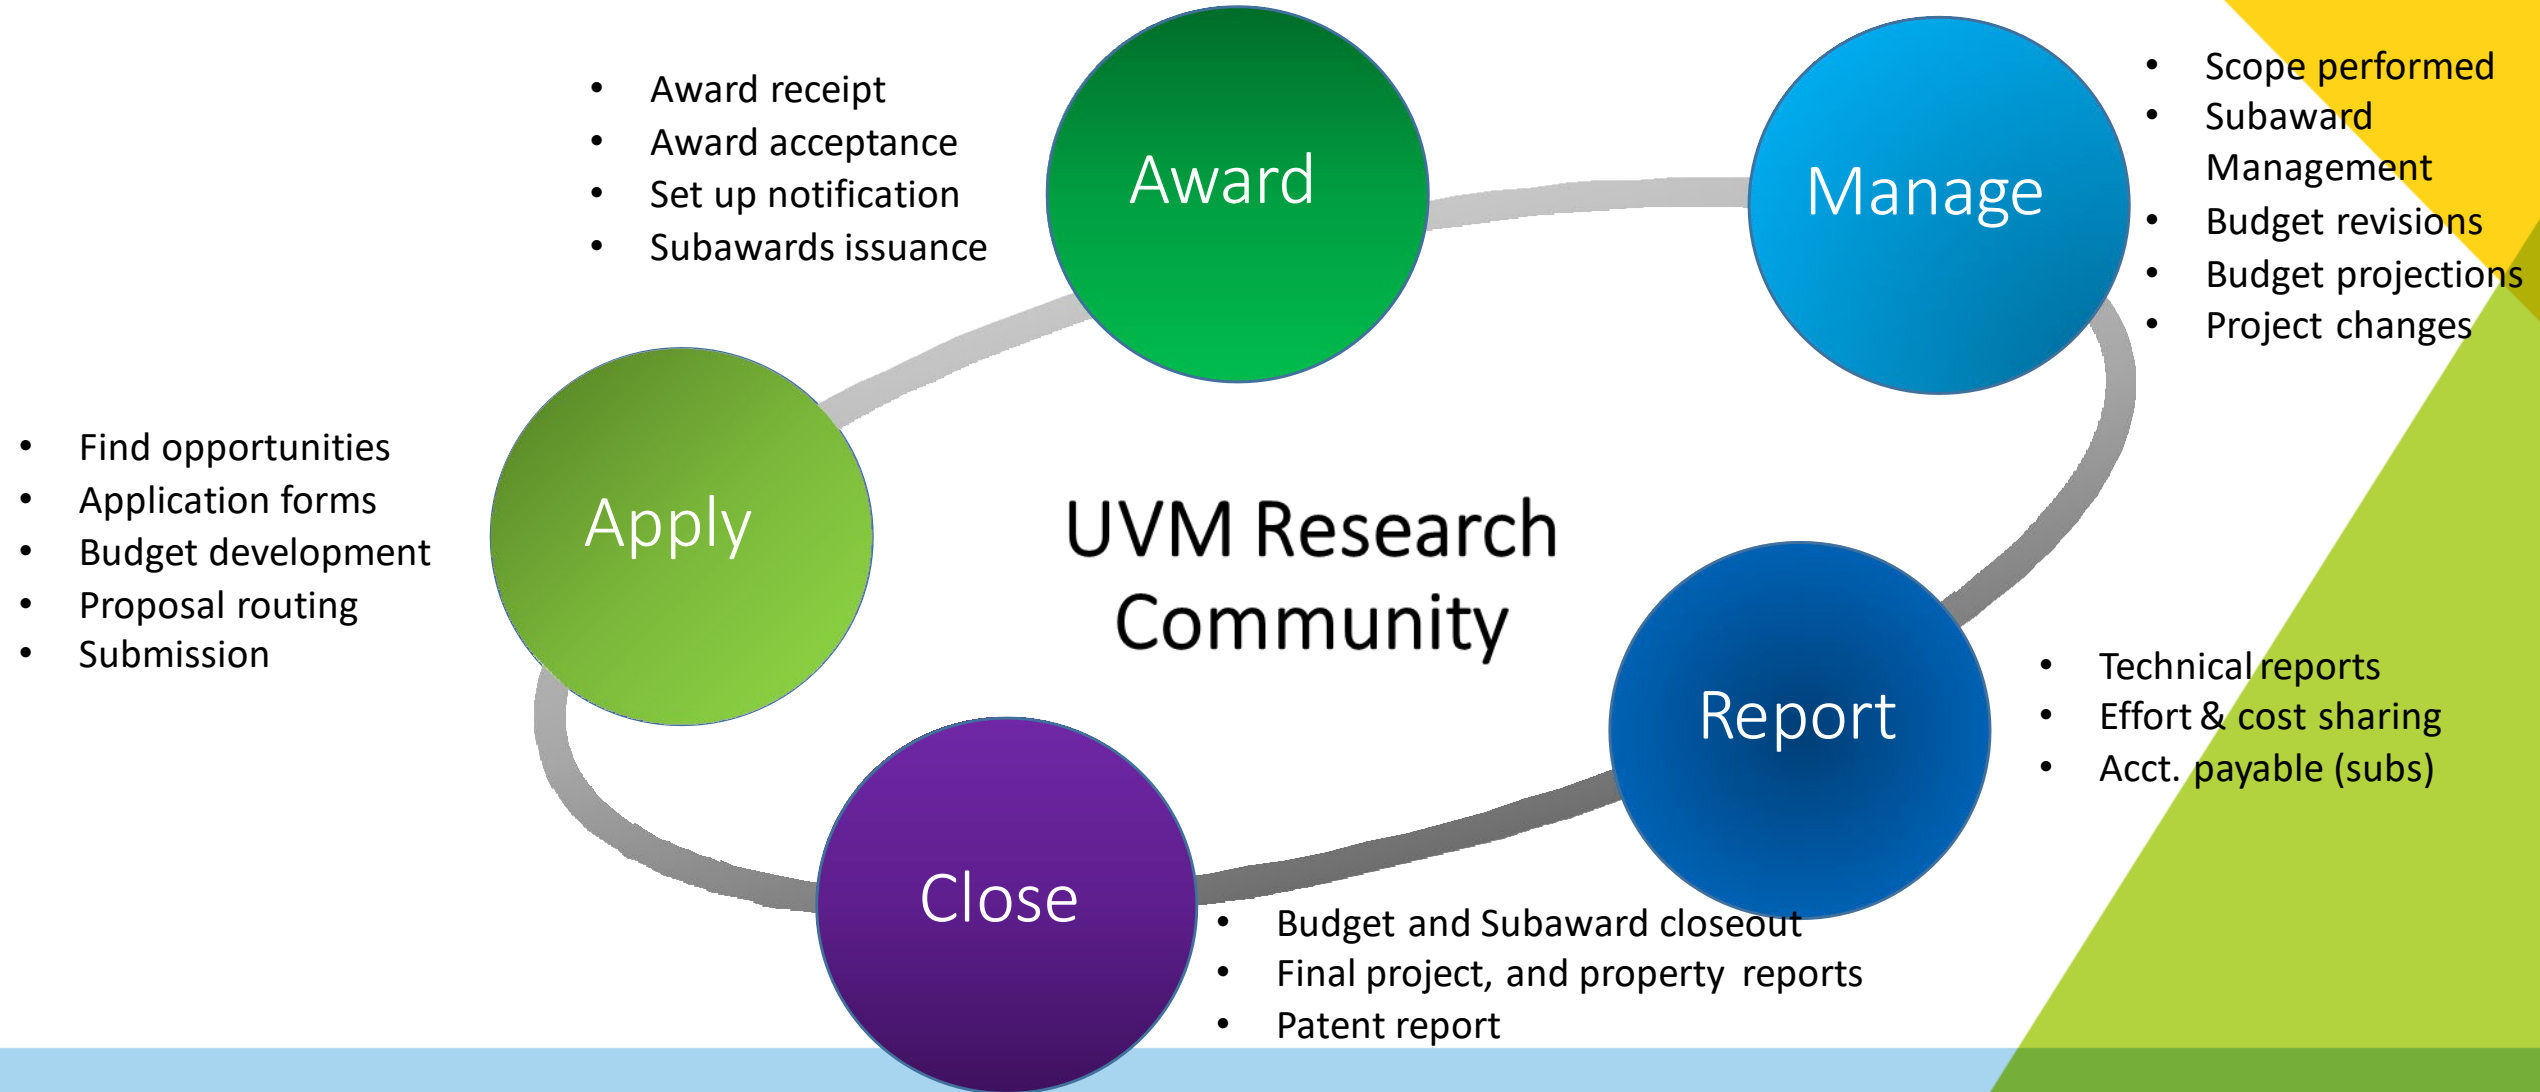 • Award receipt
• Award acceptance
• Set up notification
• Subawards issuance
Award
Manage
• Scope performed
• Subaward
Management
• Budget revisions
• Budget projections
• Project changes
• Find opportunities
• Application forms
• Budget development
• Proposal routing
• Submission
Apply
UVM Research
Community
Report
• Technical reports
• Effort & cost sharing
• Acct. payable (subs)
Close
• Budget and Subaward closeout
• Final project, and property reports
• Patent report